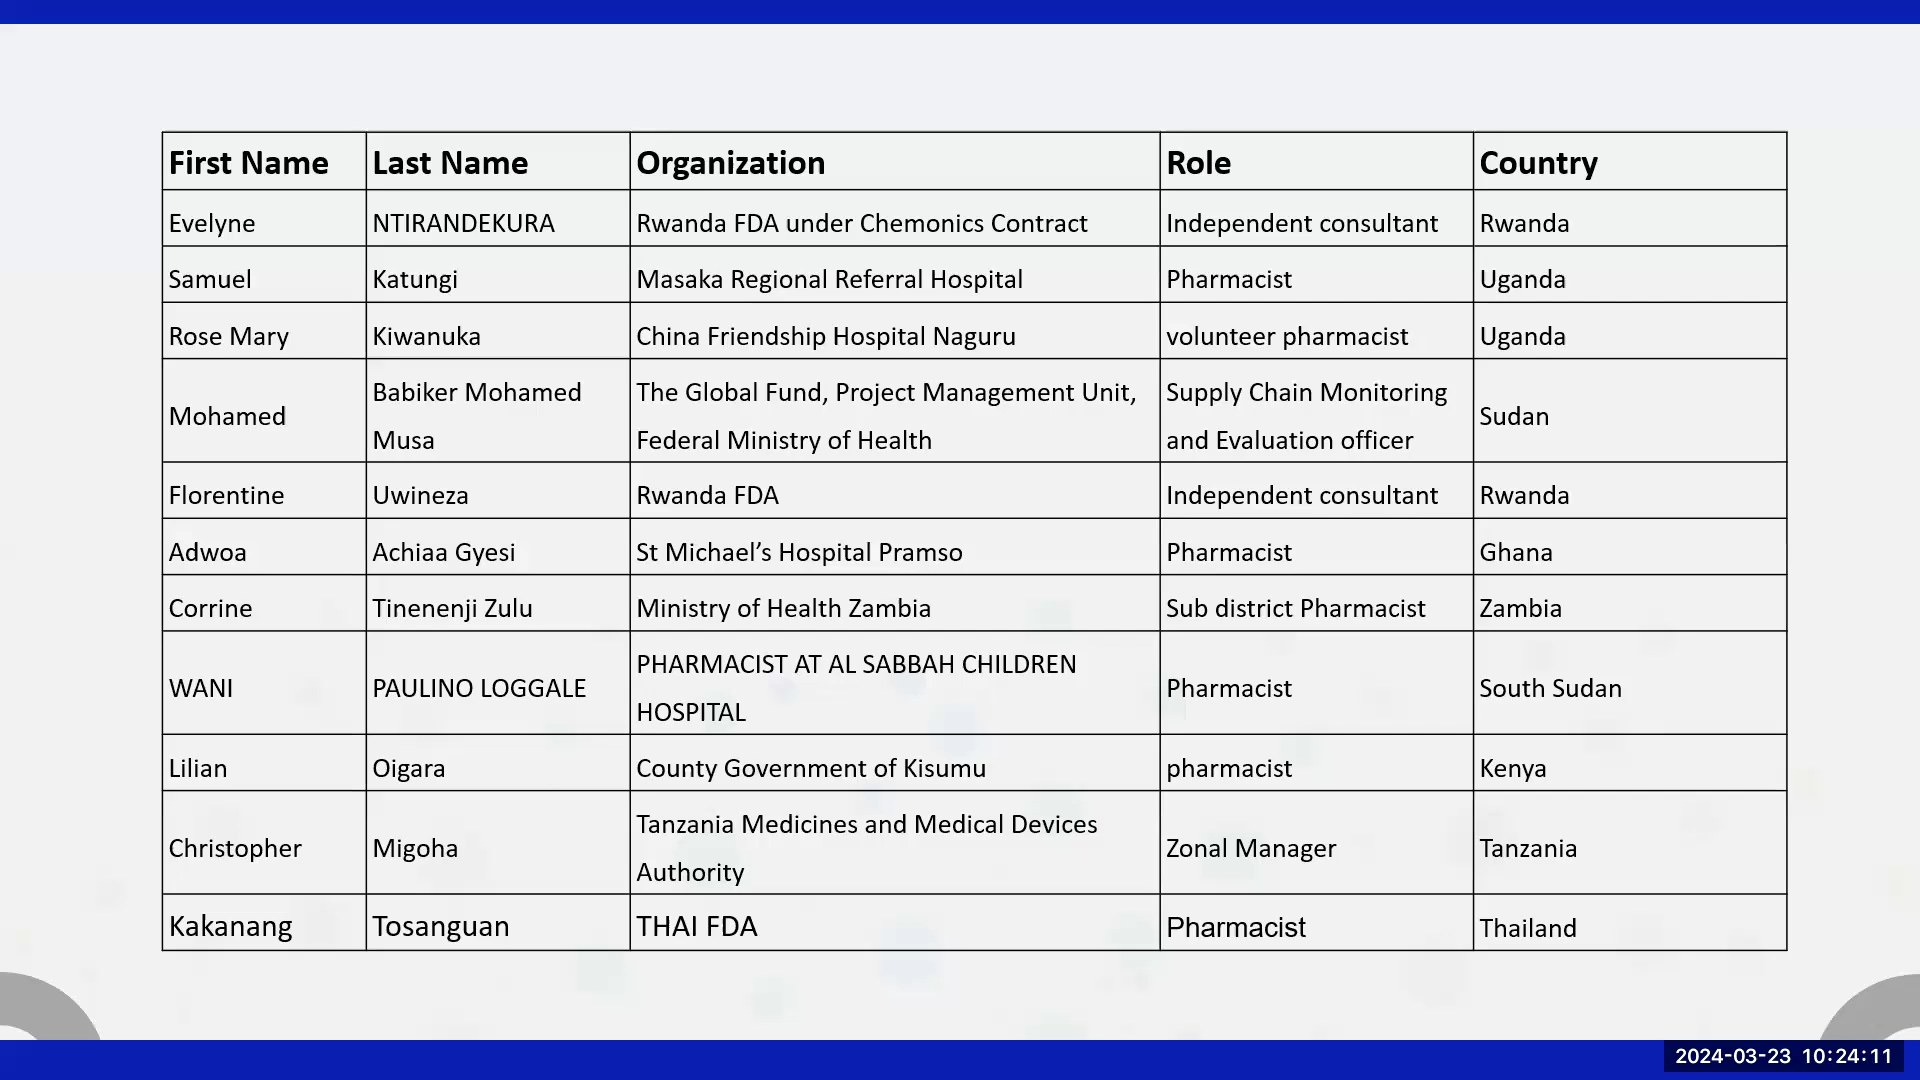 First Name Last Name Organization Role Country
Evelyne NTIRANDEKURA Rwanda FDA under Chemonics Contract Independent consultant Rwanda
Samuel Katungi Masaka Regional Referral Hospital Pharmacist Uganda
Rose Mary Kiwanuka China Friendship Hospital Naguru volunteer pharmacist Uganda
Mohamed
Babiker Mohamed
Musa
The Global Fund, Project Management Unit,
Federal Ministry of Health
Supply Chain Monitoring
and Evaluation officer
Sudan
Florentine Uwineza Rwanda FDA Independent consultant Rwanda
Adwoa Achiaa Gyesi St Michael’s Hospital Pramso Pharmacist Ghana
Corrine Tinenenji Zulu Ministry of Health Zambia Sub district Pharmacist Zambia
WANI PAULINO LOGGALE
PHARMACIST AT AL SABBAH CHILDREN
HOSPITAL
Pharmacist South Sudan
Lilian Oigara County Government of Kisumu pharmacist Kenya
Christopher Migoha
Tanzania Medicines and Medical Devices
Authority
Zonal Manager Tanzania
Kakanang Tosanguan THAI FDA Pharmacist Thailand
2024-03-23 10:24:11